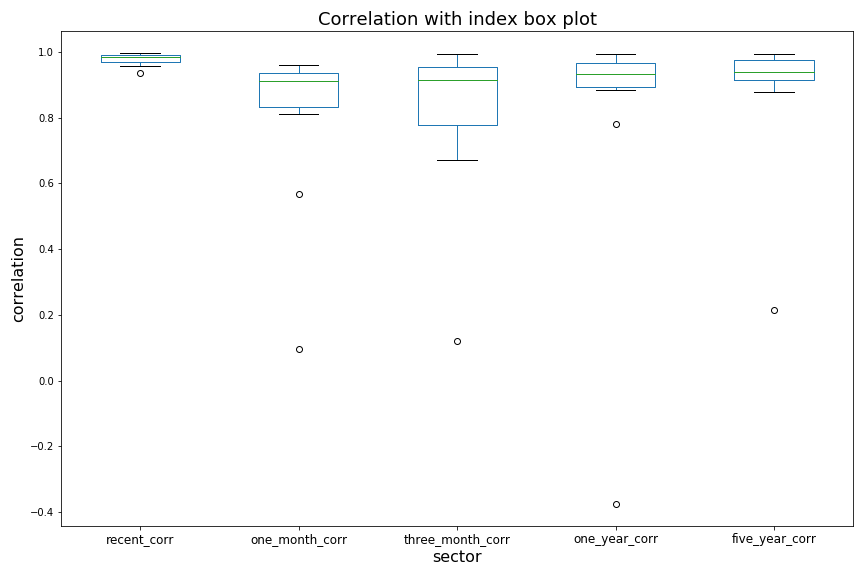 Correlation with index box plot
1.0
0.8
0.6
0.4
0.2
0.0
−0.2
−0.4
correlation
recent_corr one_month_corr three_month_corr one_year_corr five_year_corr
sector